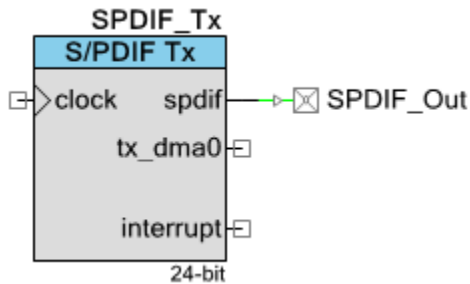 SPDIF_Tx
S/PDIF Tx
clock spdif SPDIF_Out
tx_dma0
interrupt
24-bit